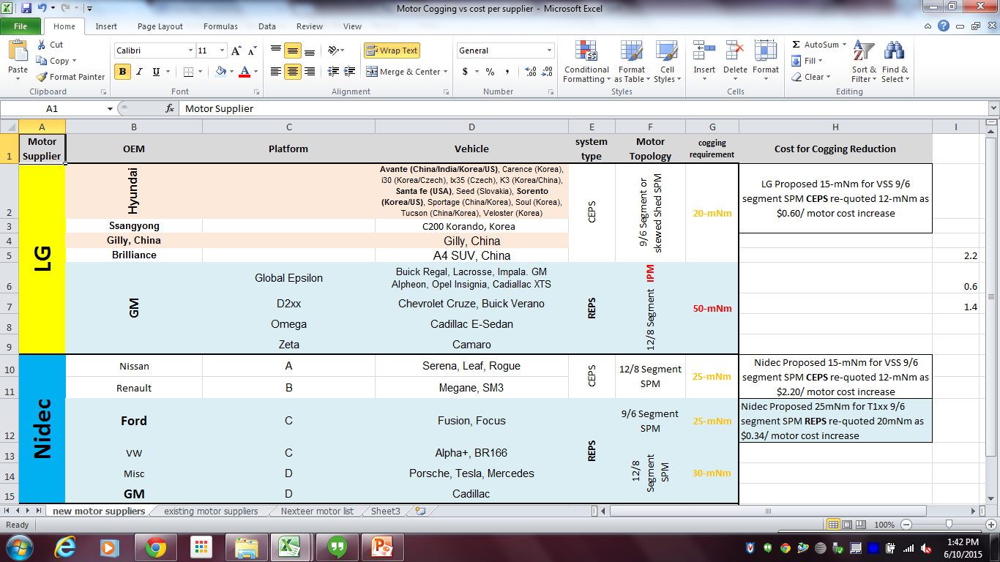 Motor Cogging vs cost per supplier - Microsoft Excel
File Home Insert Page Layout Formulas Data Review View
Paste
Cut
Copy
Format Painter
Clipboard
Calibri 11
B I U
Font
Wrap Text
Merge & Center
Alignment
General
$ % ,
Number
Conditional Formatting
Format as Table
Cell Styles
Styles
Insert Delete Format
Cells
AutoSum
Fill
Clear
Sort & Filter
Find & Select
Editing
A1 fx Motor Supplier
A B C D E F G H I
1
Motor Supplier
OEM
Platform
Vehicle
system type
Motor Topology
cogging requirement
Cost for Cogging Reduction
LG
2
Hyundai
Avante (China/India/Korea/US), Carence (Korea),
i30 (Korea/Czech), Ix35 (Czech), K3 (Korea/China),
Santa fe (USA), Seed (Slovakia), Sorento
(Korea/US), Sportage (China/Korea), Soul (Korea),
Tucson (China/Korea), Veloster (Korea)
CEPS
9/6 Segment or
skewed Shed SPM
20-mNm
LG Proposed 15-mNm for VSS 9/6
segment SPM CEPS re-quoted 12-mNm as
$0.60/ motor cost increase
3 Ssangyong C200 Korando, Korea
4 Gilly, China Gilly, China
5 Brilliance A4 SUV, China 2.2
GM
6 Global Epsilon
Buick Regal, Lacrosse, Impala. GM
Alpheon, Opel Insignia, Cadiallac XTS
REPS
12/8 Segment IPM
50-mNm
0.6
7 D2xx Chevrolet Cruze, Buick Verano 1.4
8 Omega Cadillac E-Sedan
9 Zeta Camaro
Nidec
10 Nissan A Serena, Leaf, Rogue
CEPS
12/8 Segment
SPM
25-mNm
Nidec Proposed 15-mNm for VSS 9/6
segment SPM CEPS re-quoted 12-mNm as
$2.20/ motor cost increase
11 Renault B Megane, SM3
12 Ford C Fusion, Focus
REPS
9/6 Segment
SPM
25-mNm
Nidec Proposed 25mNm for T1xx 9/6
segment SPM REPS re-quoted 20mNm as
$0.34/ motor cost increase
13 VW C Alpha+, BR166
12/8
Segment
SPM
30-mNm
14 Misc D Porsche, Tesla, Mercedes
15 GM D Cadillac
new motor suppliers existing motor suppliers Nexteer motor list Sheet3
Ready 100%
1:42 PM
6/10/2015